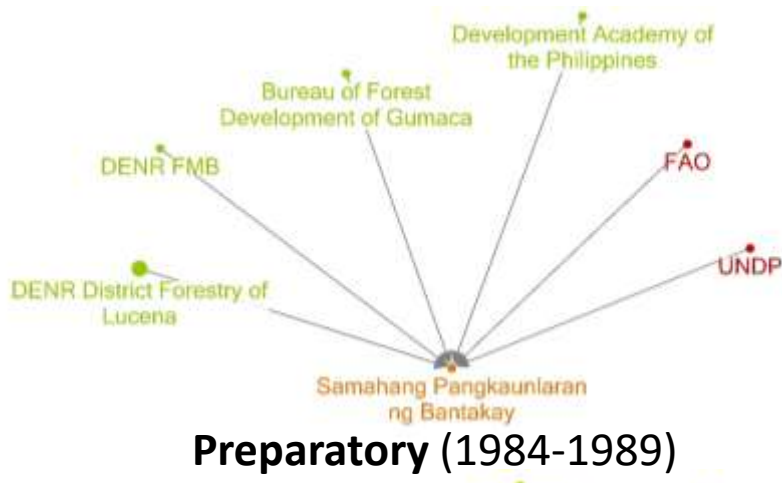 Development Academy of
the Philippines
Bureau of Forest
Development of Gumaca
DENR FMB
FAO
UNDP
DENR District Forestry of
Lucena
Samahang Pangkaunlaran
ng Bantakay
Preparatory (1984-1989)